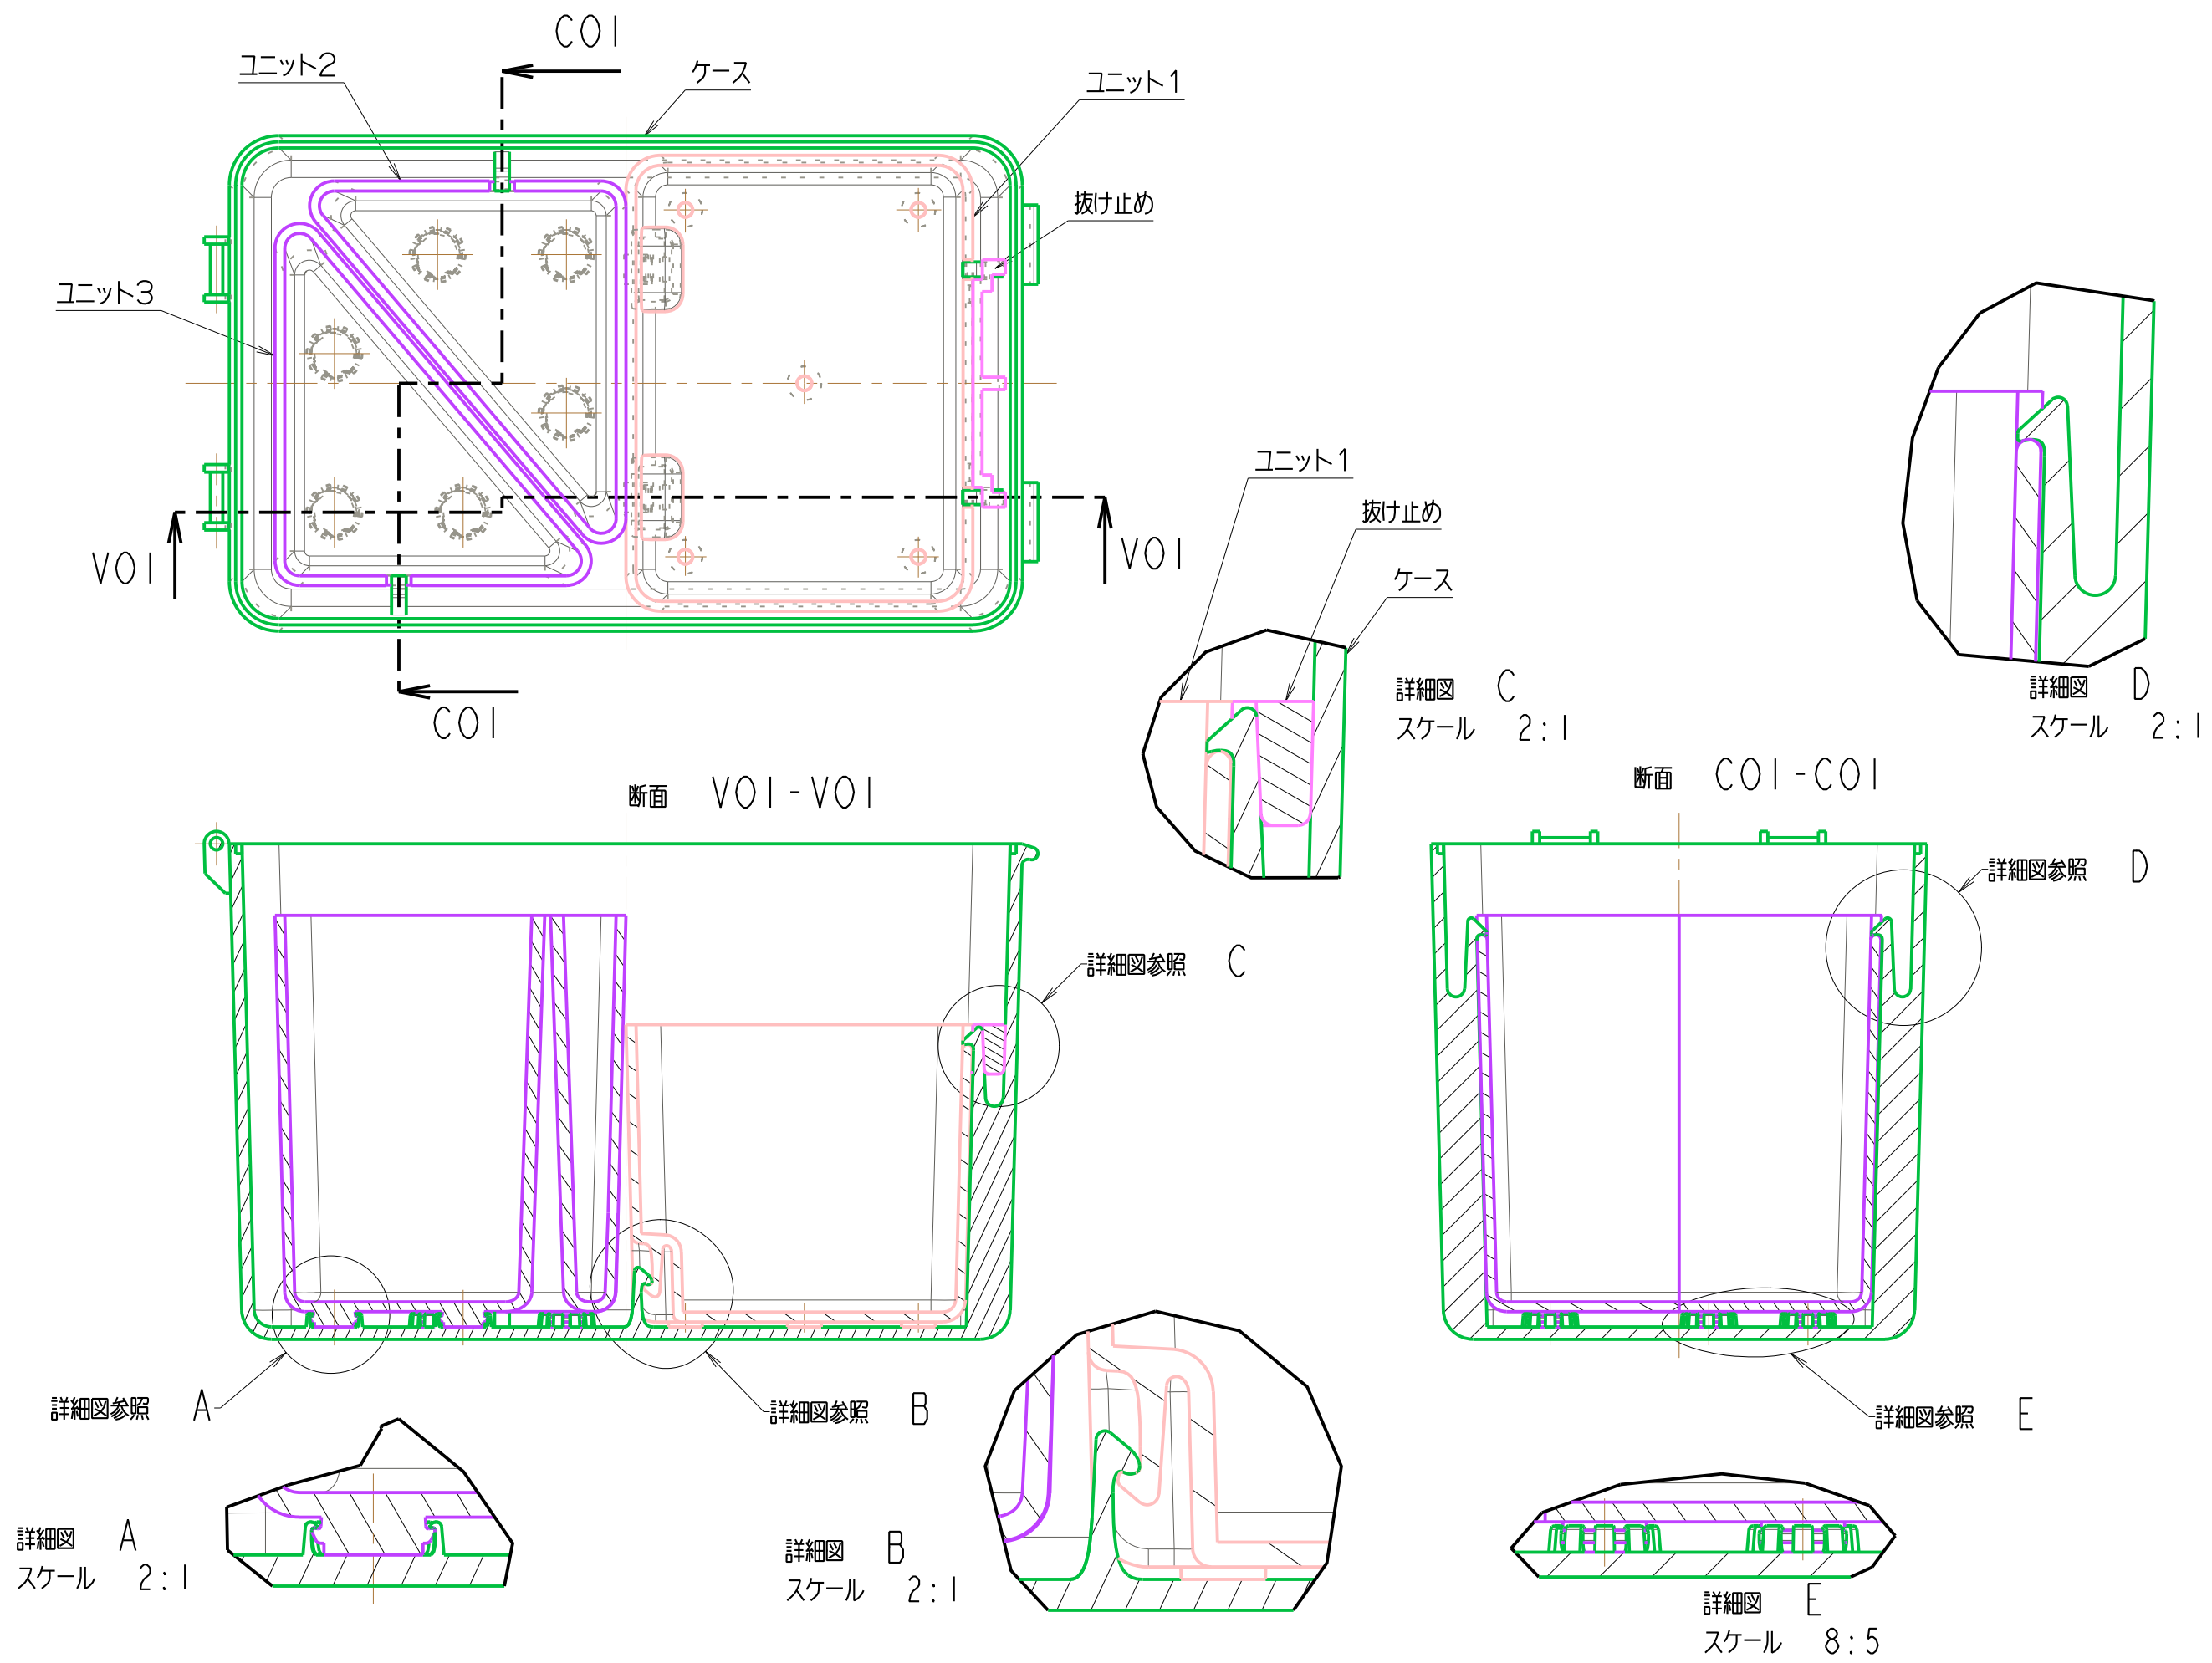 C01
ユニット2
ケース
ユニット1
抜け止め
ユニット3
V01
V01
C01
ユニット1
抜け止め
ケース
詳細図 C
スケール 2:1
詳細図 D
スケール 2:1
断面 V01-V01
断面 C01-C01
詳細図参照 D
詳細図参照 C
詳細図参照 A
詳細図参照 B
詳細図参照 E
詳細図 A
スケール 2:1
詳細図 B
スケール 2:1
詳細図 E
スケール 8:5